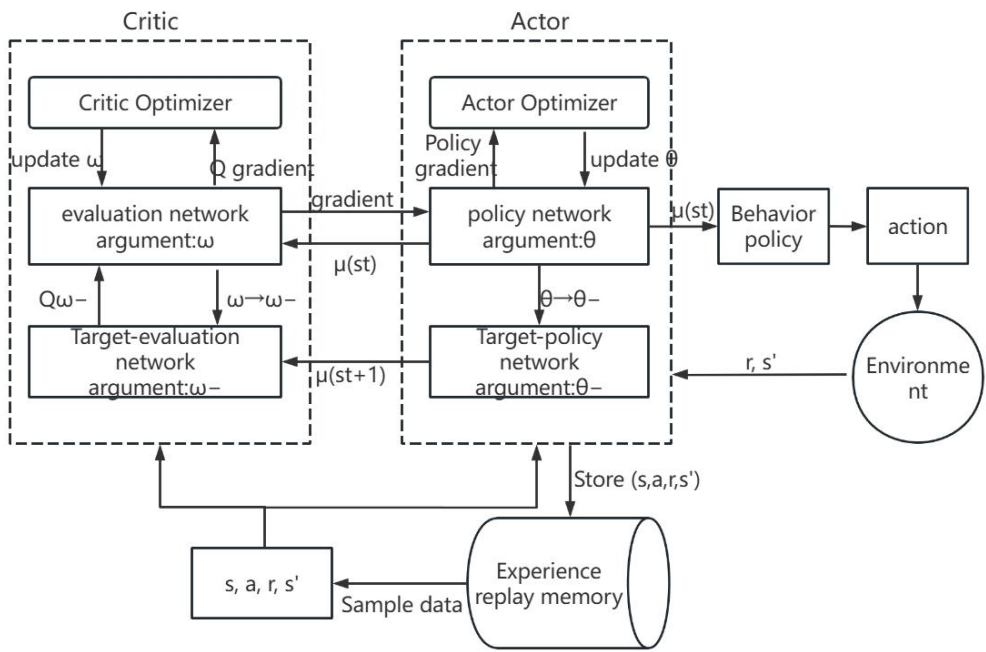 Critic
Actor
Critic Optimizer
Actor Optimizer
update ω
Q gradient
Policy
gradient
update θ
evaluation network
argument:ω
gradient
μ(st)
policy network
argument:θ
μ(st)
Behavior
policy
action
Qω−
ω→ω−
θ→θ−
Target-evaluation
network
argument:ω−
μ(st+1)
Target-policy
network
argument:θ−
r, s'
Environme
nt
Store (s,a,r,s')
s, a, r, s'
Sample data
Experience
replay memory